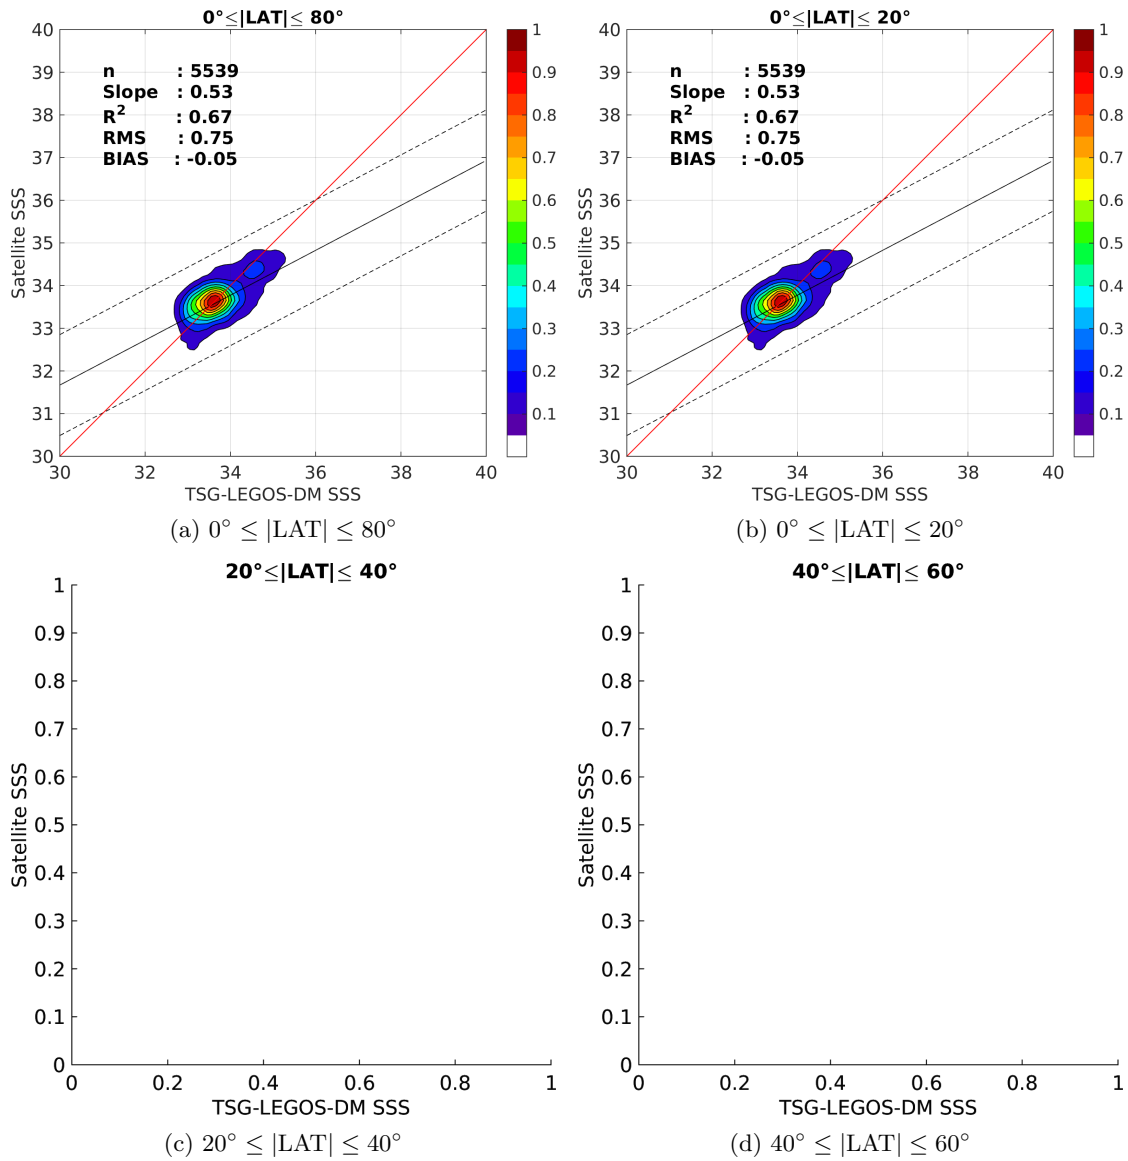 0°≤|LAT|≤ 80°
40
39
38
37
36
35
34
33
32
31
30
Satellite SSS
n : 5539
Slope : 0.53
R² : 0.67
RMS : 0.75
BIAS : -0.05
30 32 34 36 38 40
TSG-LEGOS-DM SSS
1
0.9
0.8
0.7
0.6
0.5
0.4
0.3
0.2
0.1
(a) 0° ≤ |LAT| ≤ 80°
0°≤|LAT|≤ 20°
40
39
38
37
36
35
34
33
32
31
30
Satellite SSS
n : 5539
Slope : 0.53
R² : 0.67
RMS : 0.75
BIAS : -0.05
30 32 34 36 38 40
TSG-LEGOS-DM SSS
1
0.9
0.8
0.7
0.6
0.5
0.4
0.3
0.2
0.1
(b) 0° ≤ |LAT| ≤ 20°
20°≤|LAT|≤ 40°
1
0.9
0.8
0.7
0.6
0.5
0.4
0.3
0.2
0.1
0
Satellite SSS
0 0.2 0.4 0.6 0.8 1
TSG-LEGOS-DM SSS
(c) 20° ≤ |LAT| ≤ 40°
40°≤|LAT|≤ 60°
1
0.9
0.8
0.7
0.6
0.5
0.4
0.3
0.2
0.1
0
Satellite SSS
0 0.2 0.4 0.6 0.8 1
TSG-LEGOS-DM SSS
(d) 40° ≤ |LAT| ≤ 60°